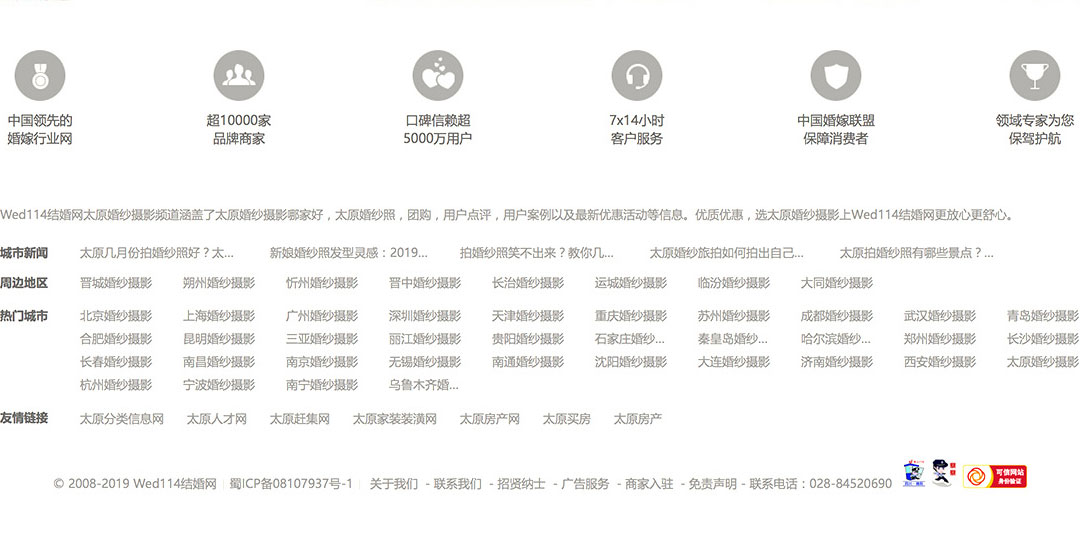 中国领先的
婚嫁行业网
超10000家
品牌商家
口碑信赖超
5000万用户
7x14小时
客户服务
中国婚嫁联盟
保障消费者
领域专家为您
保驾护航
Wed114结婚网太原婚纱摄影频道涵盖了太原婚纱摄影哪家好，太原婚纱照，团购，用户点评，用户案例以及最新优惠活动等信息。优质优惠，选太原婚纱摄影上Wed114结婚网更放心更舒心。
城市新闻 太原几月份拍婚纱照好？太... 新娘婚纱照发型灵感：2019... 拍婚纱照笑不出来？教你几... 太原婚纱旅拍如何拍出自己... 太原拍婚纱照有哪些景点？...
周边地区 晋城婚纱摄影 朔州婚纱摄影 忻州婚纱摄影 晋中婚纱摄影 长治婚纱摄影 运城婚纱摄影 临汾婚纱摄影 大同婚纱摄影
热门城市 北京婚纱摄影 上海婚纱摄影 广州婚纱摄影 深圳婚纱摄影 天津婚纱摄影 重庆婚纱摄影 苏州婚纱摄影 成都婚纱摄影 武汉婚纱摄影 青岛婚纱摄影
合肥婚纱摄影 昆明婚纱摄影 三亚婚纱摄影 丽江婚纱摄影 贵阳婚纱摄影 石家庄婚纱... 秦皇岛婚纱... 哈尔滨婚纱... 郑州婚纱摄影 长沙婚纱摄影
长春婚纱摄影 南昌婚纱摄影 南京婚纱摄影 无锡婚纱摄影 南通婚纱摄影 沈阳婚纱摄影 大连婚纱摄影 济南婚纱摄影 西安婚纱摄影 太原婚纱摄影
杭州婚纱摄影 宁波婚纱摄影 南宁婚纱摄影 乌鲁木齐婚...
友情链接 太原分类信息网 太原人才网 太原赶集网 太原家装装潢网 太原房产网 太原买房 太原房产
© 2008-2019 Wed114结婚网 蜀ICP备08107937号-1 关于我们 - 联系我们 - 招贤纳士 - 广告服务 - 商家入驻 - 免责声明 - 联系电话：028-84520690
可信网站
身份验证